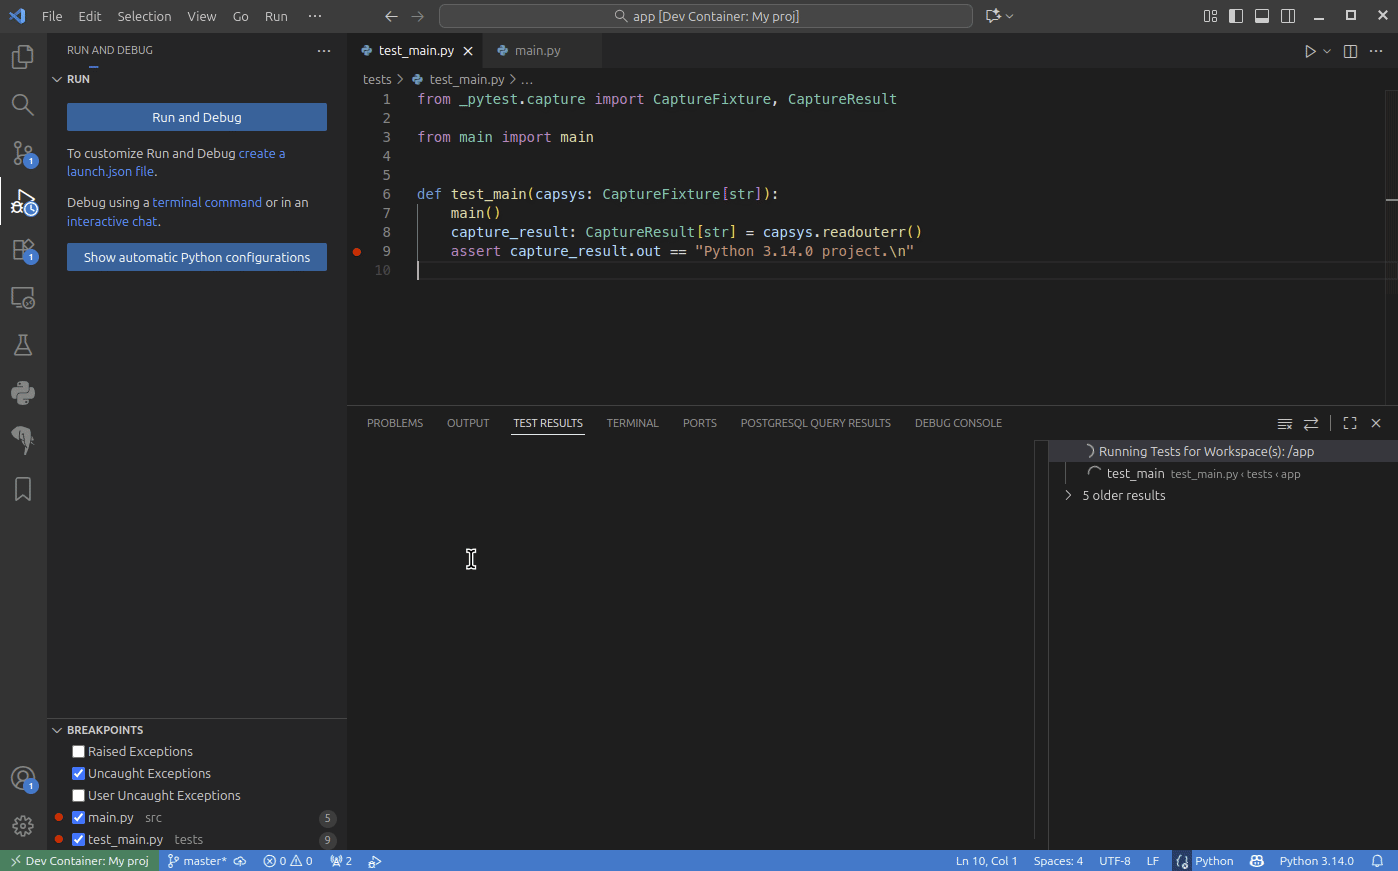 File Edit Selection View Go Run ··· app [Dev Container: My proj]
RUN AND DEBUG ···
RUN
Run and Debug
To customize Run and Debug create a
launch.json file.
Debug using a terminal command or in an
interactive chat.
Show automatic Python configurations
test_main.py main.py
tests > test_main.py > ...
1 from _pytest.capture import CaptureFixture, CaptureResult
2
3 from main import main
4
5
6 def test_main(capsys: CaptureFixture[str]):
7 main()
8 capture_result: CaptureResult[str] = capsys.readouterr()
9 assert capture_result.out == "Python 3.14.0 project.\n"
10
PROBLEMS OUTPUT TEST RESULTS TERMINAL PORTS POSTGRESQL QUERY RESULTS DEBUG CONSOLE
Running Tests for Workspace(s): /app
test_main test_main.py ‹ tests ‹ app
5 older results
1
1
1
BREAKPOINTS
Raised Exceptions
Uncaught Exceptions
User Uncaught Exceptions
main.py src 5
test_main.py tests 9
Dev Container: My proj master* 0 0 2 Ln 10, Col 1 Spaces: 4 UTF-8 LF Python Python 3.14.0